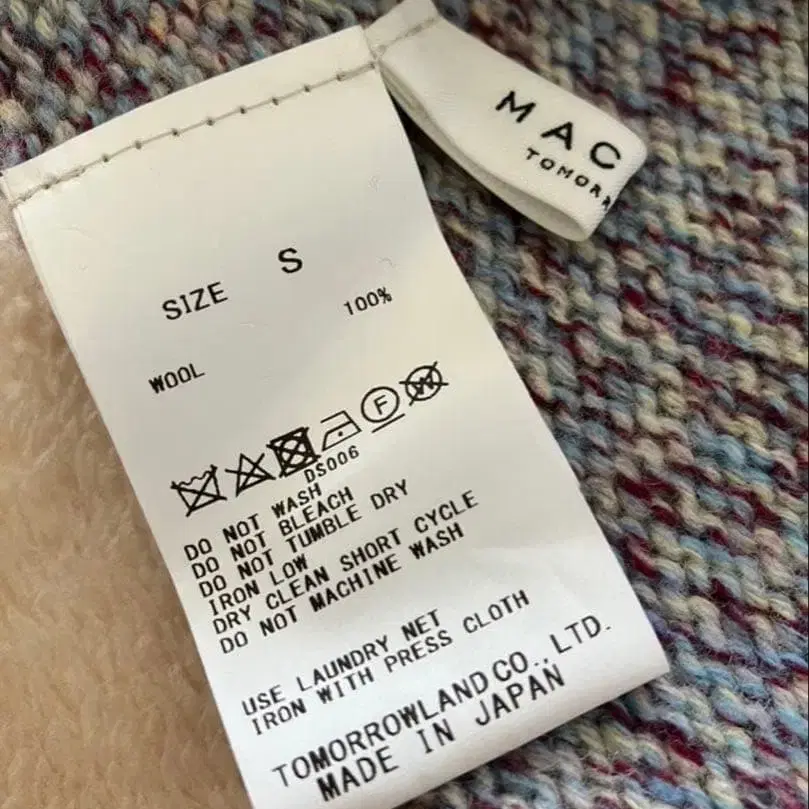 MAC
TOMORR
SIZE S
WOOL 100%
F
W
DS006
DO NOT WASH
DO NOT BLEACH
DO NOT TUMBLE DRY
IRON LOW
DRY CLEAN SHORT CYCLE
DO NOT MACHINE WASH
USE LAUNDRY NET
IRON WITH PRESS CLOTH
TOMORROWLAND CO., LTD.
MADE IN JAPAN